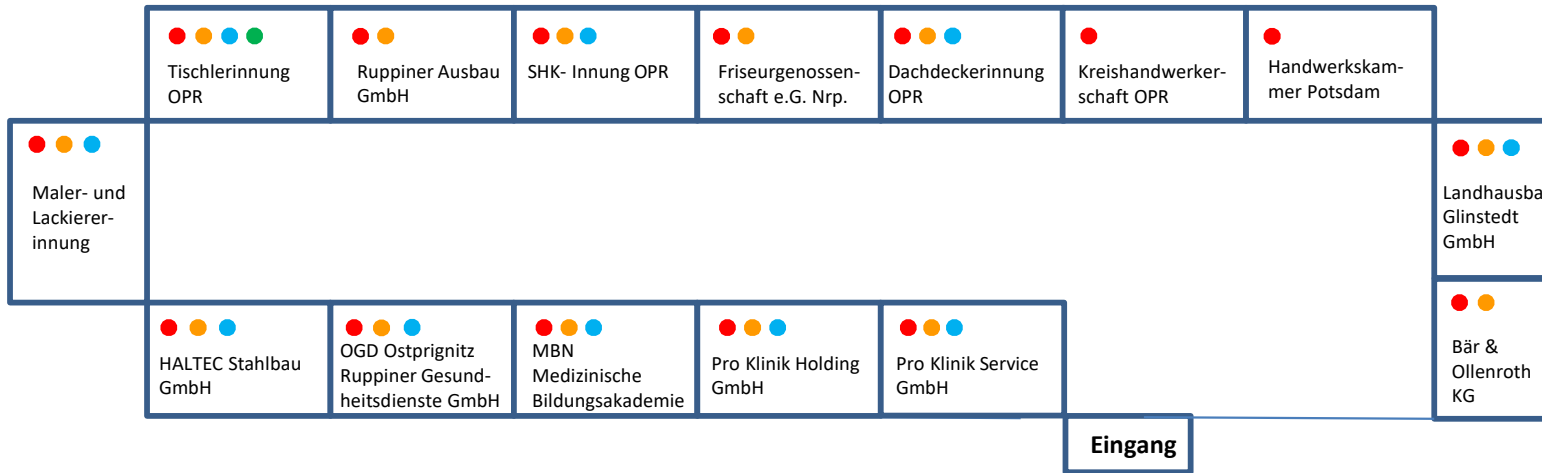 Tischlerinnung
OPR
Ruppiner Ausbau
GmbH
SHK- Innung OPR
Friseurgenossen-
schaft e.G. Nrp.
Dachdeckerinnung
OPR
Kreishandwerker-
schaft OPR
Handwerkskam-
mer Potsdam
Maler- und
Lackierer-
innung
Landhausba
Glinstedt
GmbH
HALTEC Stahlbau
GmbH
OGD Ostprignitz
Ruppiner Gesund-
heitsdienste GmbH
MBN
Medizinische
Bildungsakademie
Pro Klinik Holding
GmbH
Pro Klinik Service
GmbH
Bär &
Ollenroth
KG
Eingang